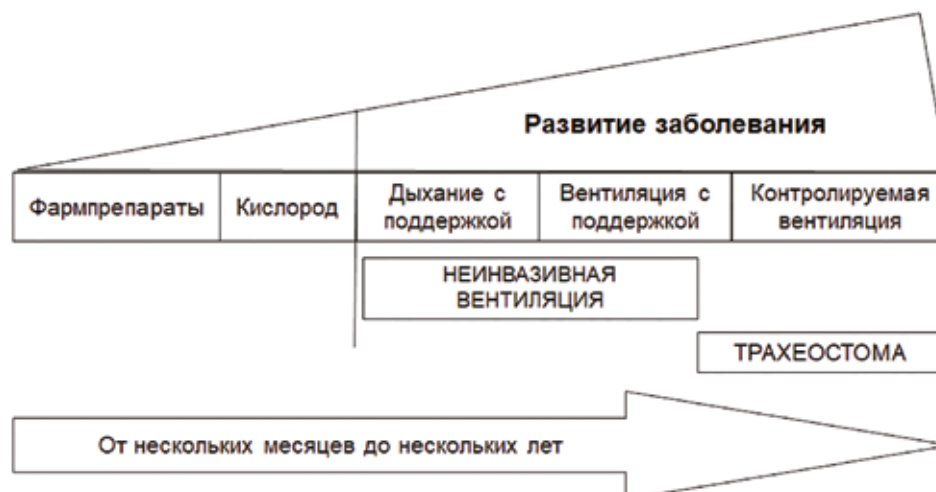 Развитие заболевания
Фармпрепараты
Кислород
Дыхание с
поддержкой
Вентиляция с
поддержкой
Контролируемая
вентиляция
НЕИНВАЗИВНАЯ
ВЕНТИЛЯЦИЯ
ТРАХЕОСТОМА
От нескольких месяцев до нескольких лет